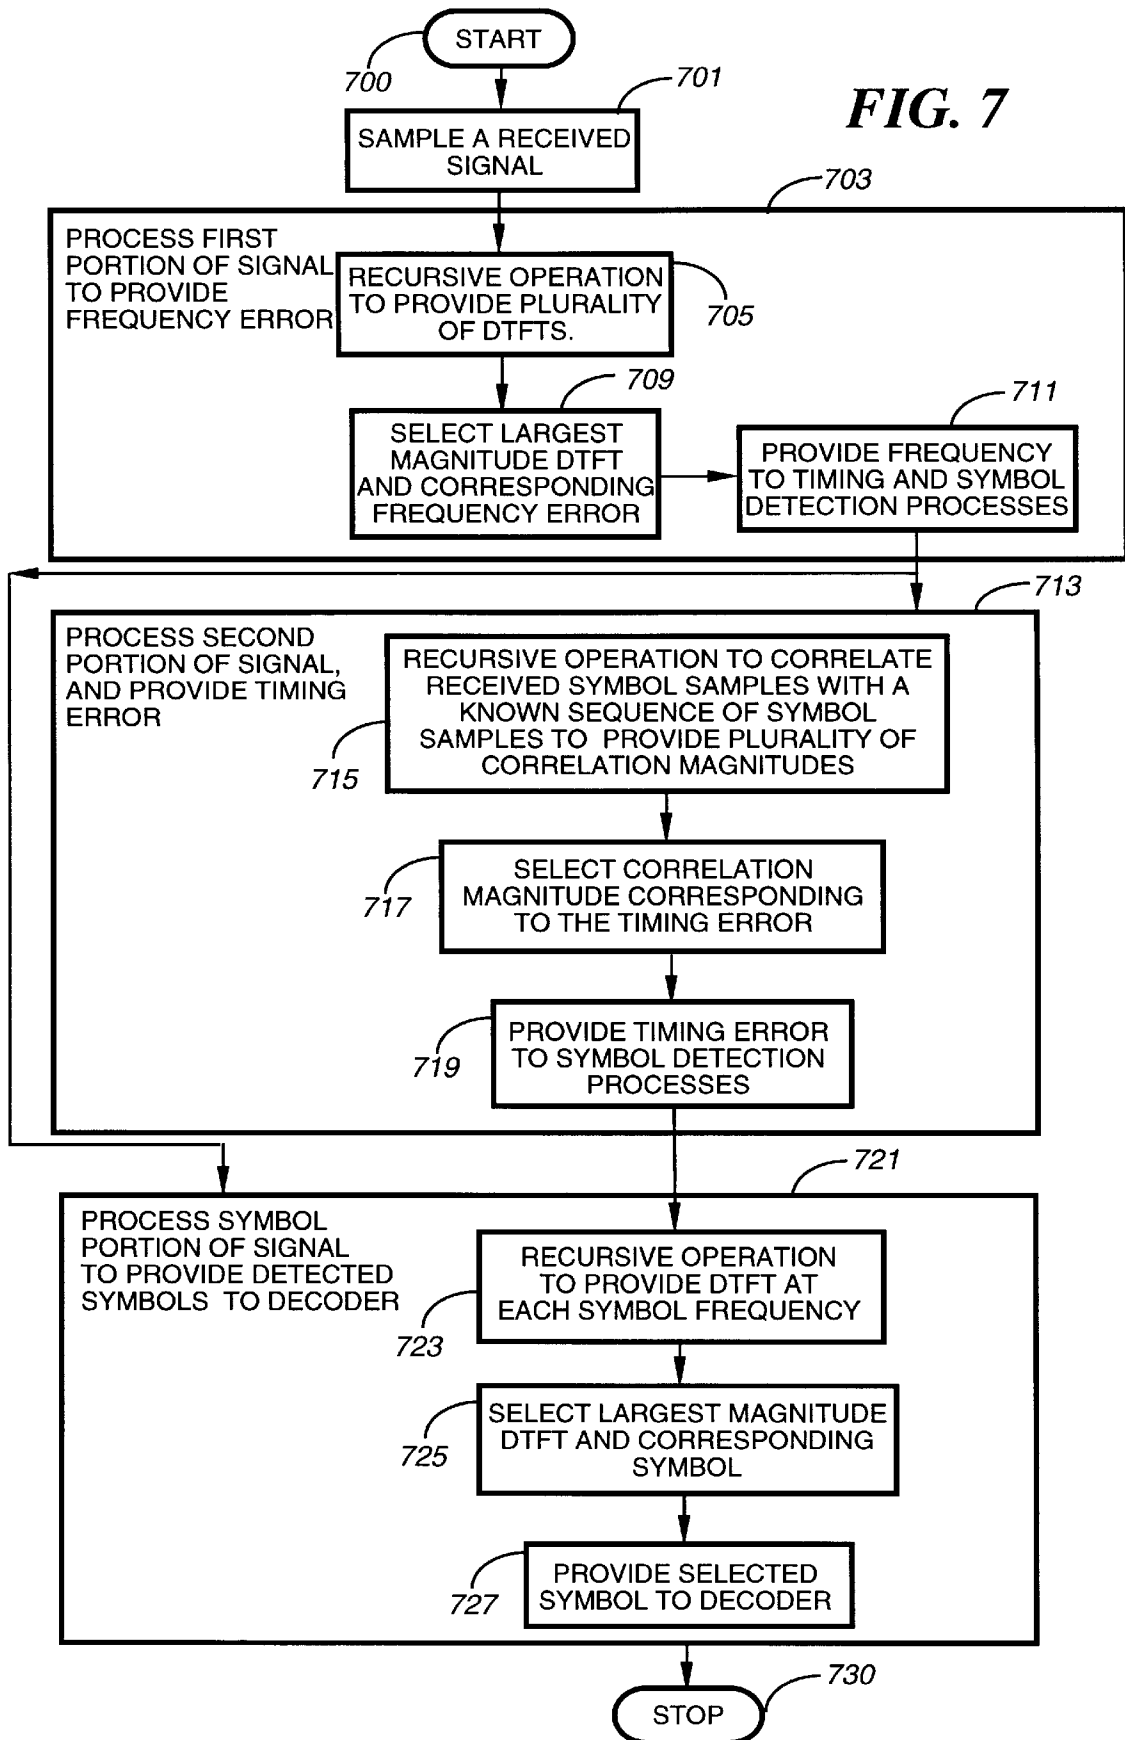 START
700
701
FIG. 7
SAMPLE A RECEIVED
SIGNAL
703
PROCESS FIRST
PORTION OF SIGNAL
TO PROVIDE
FREQUENCY ERROR
RECURSIVE OPERATION
TO PROVIDE PLURALITY
OF DTFTS.
705
709
SELECT LARGEST
MAGNITUDE DTFT
AND CORRESPONDING
FREQUENCY ERROR
711
PROVIDE FREQUENCY
TO TIMING AND SYMBOL
DETECTION PROCESSES
713
PROCESS SECOND
PORTION OF SIGNAL,
AND PROVIDE TIMING
ERROR
RECURSIVE OPERATION TO CORRELATE
RECEIVED SYMBOL SAMPLES WITH A
KNOWN SEQUENCE OF SYMBOL
SAMPLES TO PROVIDE PLURALITY OF
CORRELATION MAGNITUDES
715
SELECT CORRELATION
MAGNITUDE CORRESPONDING
TO THE TIMING ERROR
717
PROVIDE TIMING ERROR
TO SYMBOL DETECTION
PROCESSES
719
721
PROCESS SYMBOL
PORTION OF SIGNAL
TO PROVIDE DETECTED
SYMBOLS TO DECODER
RECURSIVE OPERATION
TO PROVIDE DTFT AT
EACH SYMBOL FREQUENCY
723
SELECT LARGEST MAGNITUDE
DTFT AND CORRESPONDING
SYMBOL
725
PROVIDE SELECTED
SYMBOL TO DECODER
727
730
STOP